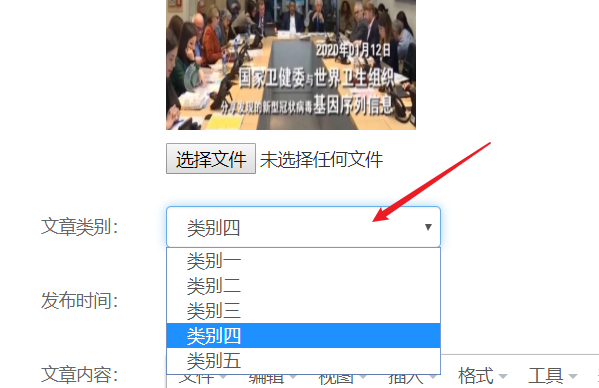 2020年01月12日
国家卫健委与世界卫生组织
分享发现的新型冠状病毒基因序列信息
选择文件 未选择任何文件
文章类别： 类别四
类别一
类别二
类别三
类别四
类别五
发布时间：
文章内容： 文件 编辑 视图 插入 格式 工具